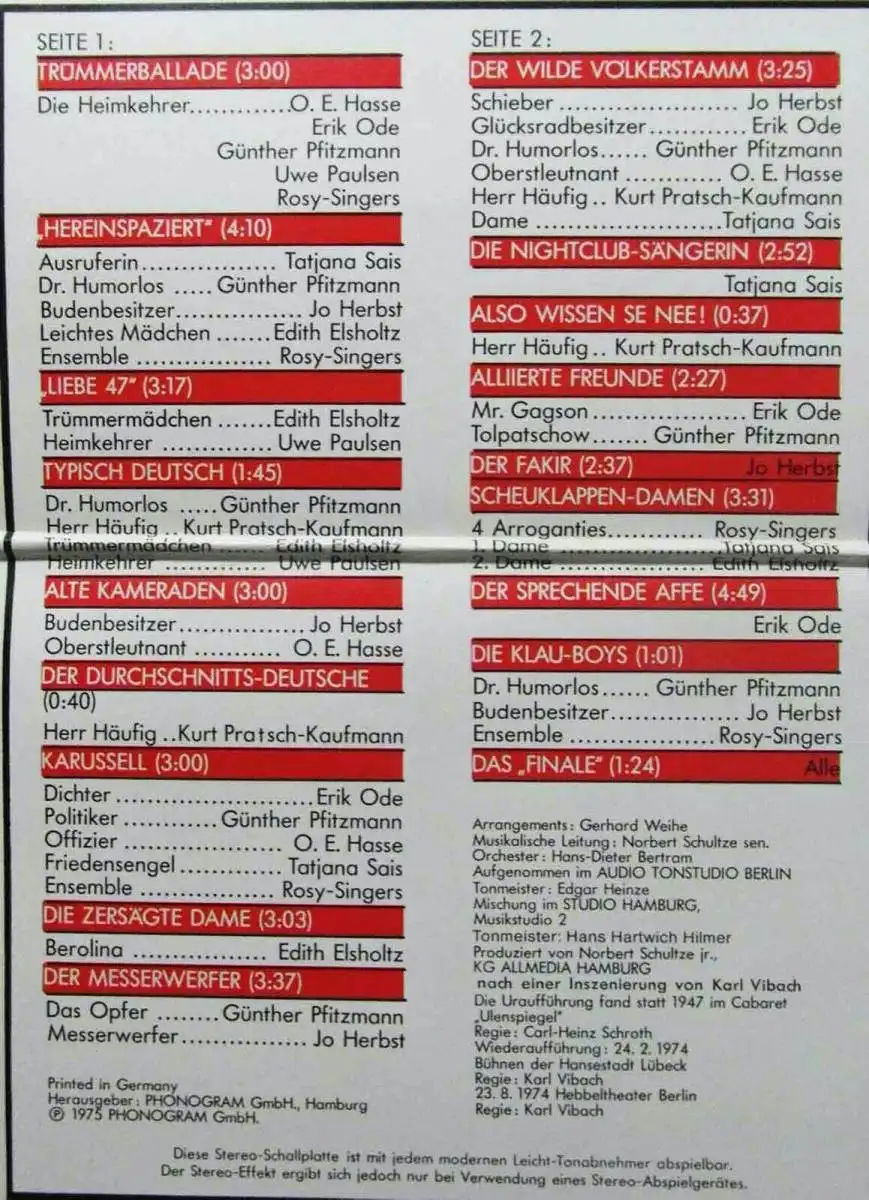 SEITE 1:
TRÜMMERBALLADE (3:00)
Die Heimkehrer.............O. E. Hasse
Erik Ode
Günther Pfitzmann
Uwe Paulsen
Rosy-Singers
„HEREINSPAZIERT" (4:10)
Ausruferin................. Tatjana Sais
Dr. Humorlos ..... Günther Pfitzmann
Budenbesitzer................ Jo Herbst
Leichtes Mädchen .......Edith Elsholtz
Ensemble ................. Rosy-Singers
„LIEBE 47" (3:17)
Trümmermädchen .......Edith Elsholtz
Heimkehrer .............. Uwe Paulsen
TYPISCH DEUTSCH (1:45)
Dr. Humorlos .....Günther Pfitzmann
Herr Häufig .. Kurt Pratsch-Kaufmann
Trümmermädchen ...... Edith Elsholtz
Heimkehrer ............. Uwe Paulsen
ALTE KAMERADEN (3:00)
Budenbesitzer................Jo Herbst
Oberstleutnant ............ O. E. Hasse
DER DURCHSCHNITTS-DEUTSCHE
(0:40)
Herr Häufig ..Kurt Pratsch-Kaufmann
KARUSSELL (3:00)
Dichter .........................Erik Ode
Politiker ............Günther Pfitzmann
Offizier .................... O. E. Hasse
Friedensengel............. Tatjana Sais
Ensemble ................. Rosy-Singers
DIE ZERSÄGTE DAME (3:03)
Berolina ................. Edith Elsholtz
DER MESSERWERFER (3:37)
Das Opfer ........Günther Pfitzmann
Messerwerfer................ Jo Herbst
Printed in Germany
Herausgeber: PHONOGRAM GmbH., Hamburg
Ⓟ 1975 PHONOGRAM GmbH.
SEITE 2:
DER WILDE VÖLKERSTAMM (3:25)
Schieber ....................... Jo Herbst
Glücksradbesitzer............ Erik Ode
Dr. Humorlos...... Günther Pfitzmann
Oberstleutnant ............ O. E. Hasse
Herr Häufig . Kurt Pratsch-Kaufmann
Dame ........................Tatjana Sais
DIE NIGHTCLUB-SÄNGERIN (2:52)
Tatjana Sais
ALSO WISSEN SE NEE! (0:37)
Herr Häufig.. Kurt Pratsch-Kaufmann
ALLIIERTE FREUNDE (2:27)
Mr. Gagson .................... Erik Ode
Tolpatschow....... Günther Pfitzmann
DER FAKIR (2:37) Jo Herbst
SCHEUKLAPPEN-DAMEN (3:31)
4 Arroganties............. Rosy-Singers
1. Dame .....................Tatjana Sais
2. Dame ................... Edith Elsholtz
DER SPRECHENDE AFFE (4:49)
Erik Ode
DIE KLAU-BOYS (1:01)
Dr. Humorlos...... Günther Pfitzmann
Budenbesitzer................. Jo Herbst
Ensemble ...................Rosy-Singers
DAS „FINALE" (1:24) Alle
Arrangements: Gerhard Weihe
Musikalische Leitung: Norbert Schultze sen.
Orchester: Hans-Dieter Bertram
Aufgenommen im AUDIO TONSTUDIO BERLIN
Tonmeister: Edgar Heinze
Mischung im STUDIO HAMBURG,
Musikstudio 2
Tonmeister: Hans Hartwich Hilmer
Produziert von Norbert Schultze jr.,
KG ALLMEDIA HAMBURG
nach einer Inszenierung von Karl Vibach
Die Uraufführung fand statt 1947 im Cabaret
„Ulenspiegel"
Regie: Carl-Heinz Schroth
Wiederaufführung: 24. 2. 1974
Bühnen der Hansestadt Lübeck
Regie: Karl Vibach
23. 8. 1974 Hebbeltheater Berlin
Regie: Karl Vibach
Diese Stereo-Schallplatte ist mit jedem modernen Leicht-Tonabnehmer abspielbar.
Der Stereo-Effekt ergibt sich jedoch nur bei Verwendung eines Stereo-Abspielgerätes.